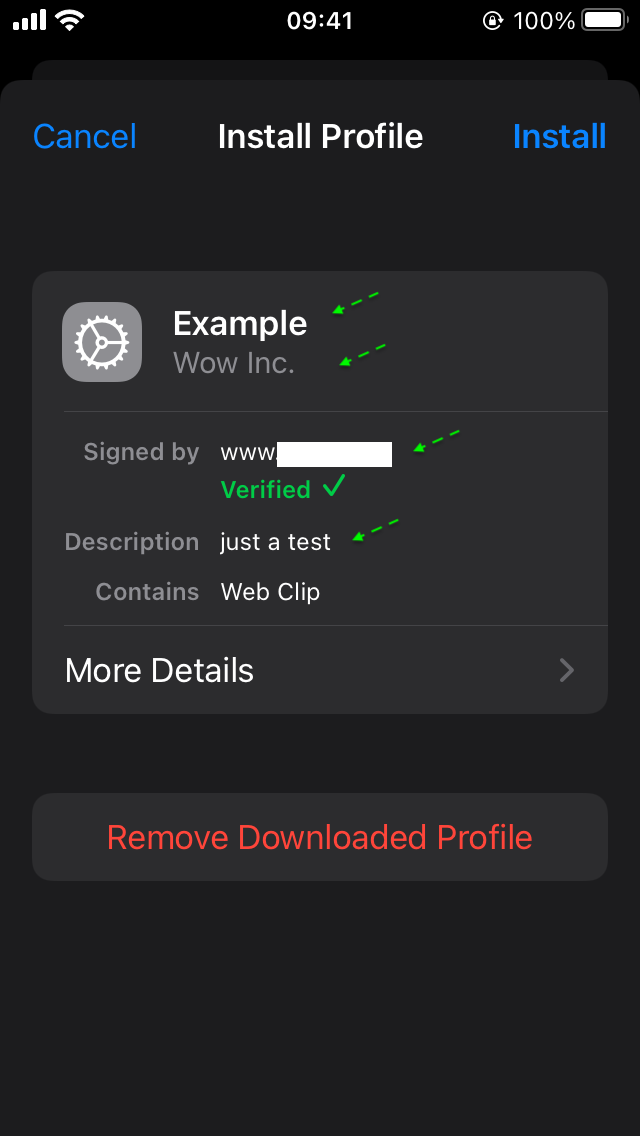 09:41 100%
Cancel Install Profile Install
Example
Wow Inc.
Signed by www.
Verified ✓
Description just a test
Contains Web Clip
More Details
Remove Downloaded Profile